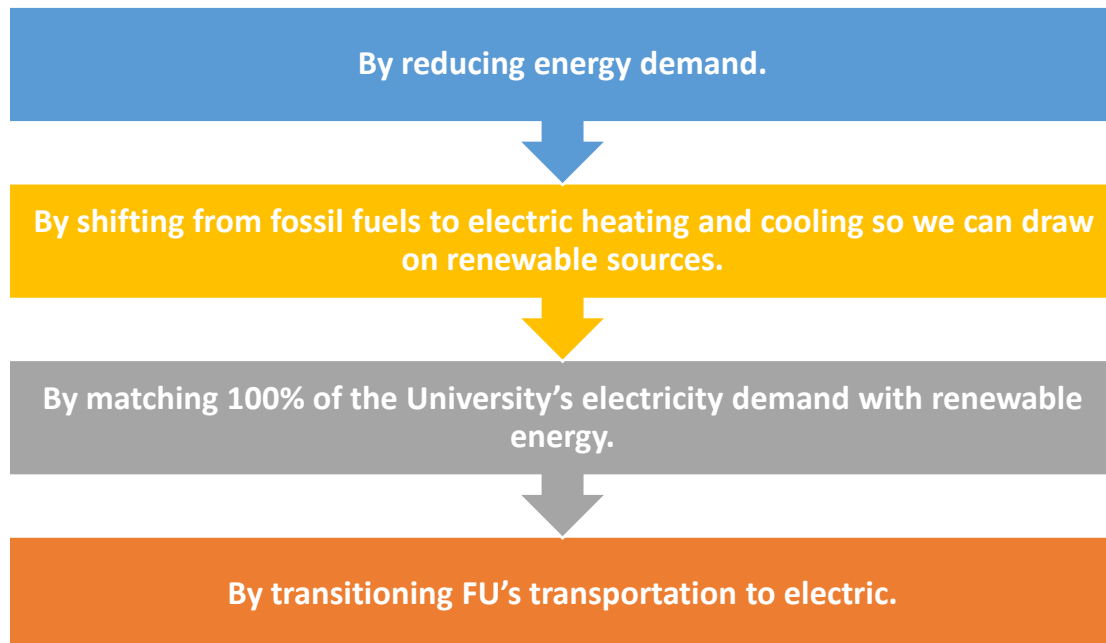 By reducing energy demand.
By shifting from fossil fuels to electric heating and cooling so we can draw
on renewable sources.
By matching 100% of the University’s electricity demand with renewable
energy.
By transitioning FU’s transportation to electric.